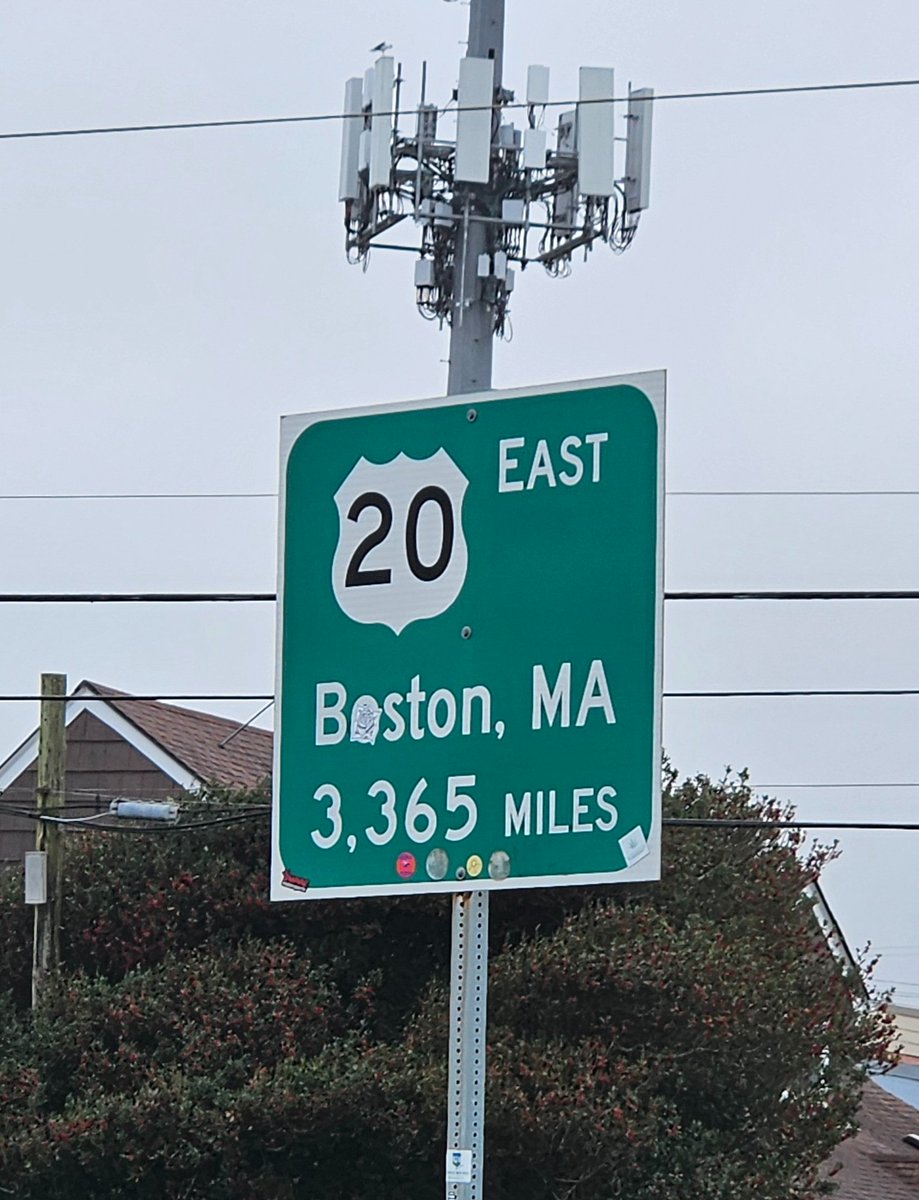 20 EAST
Boston, MA
3,365 MILES